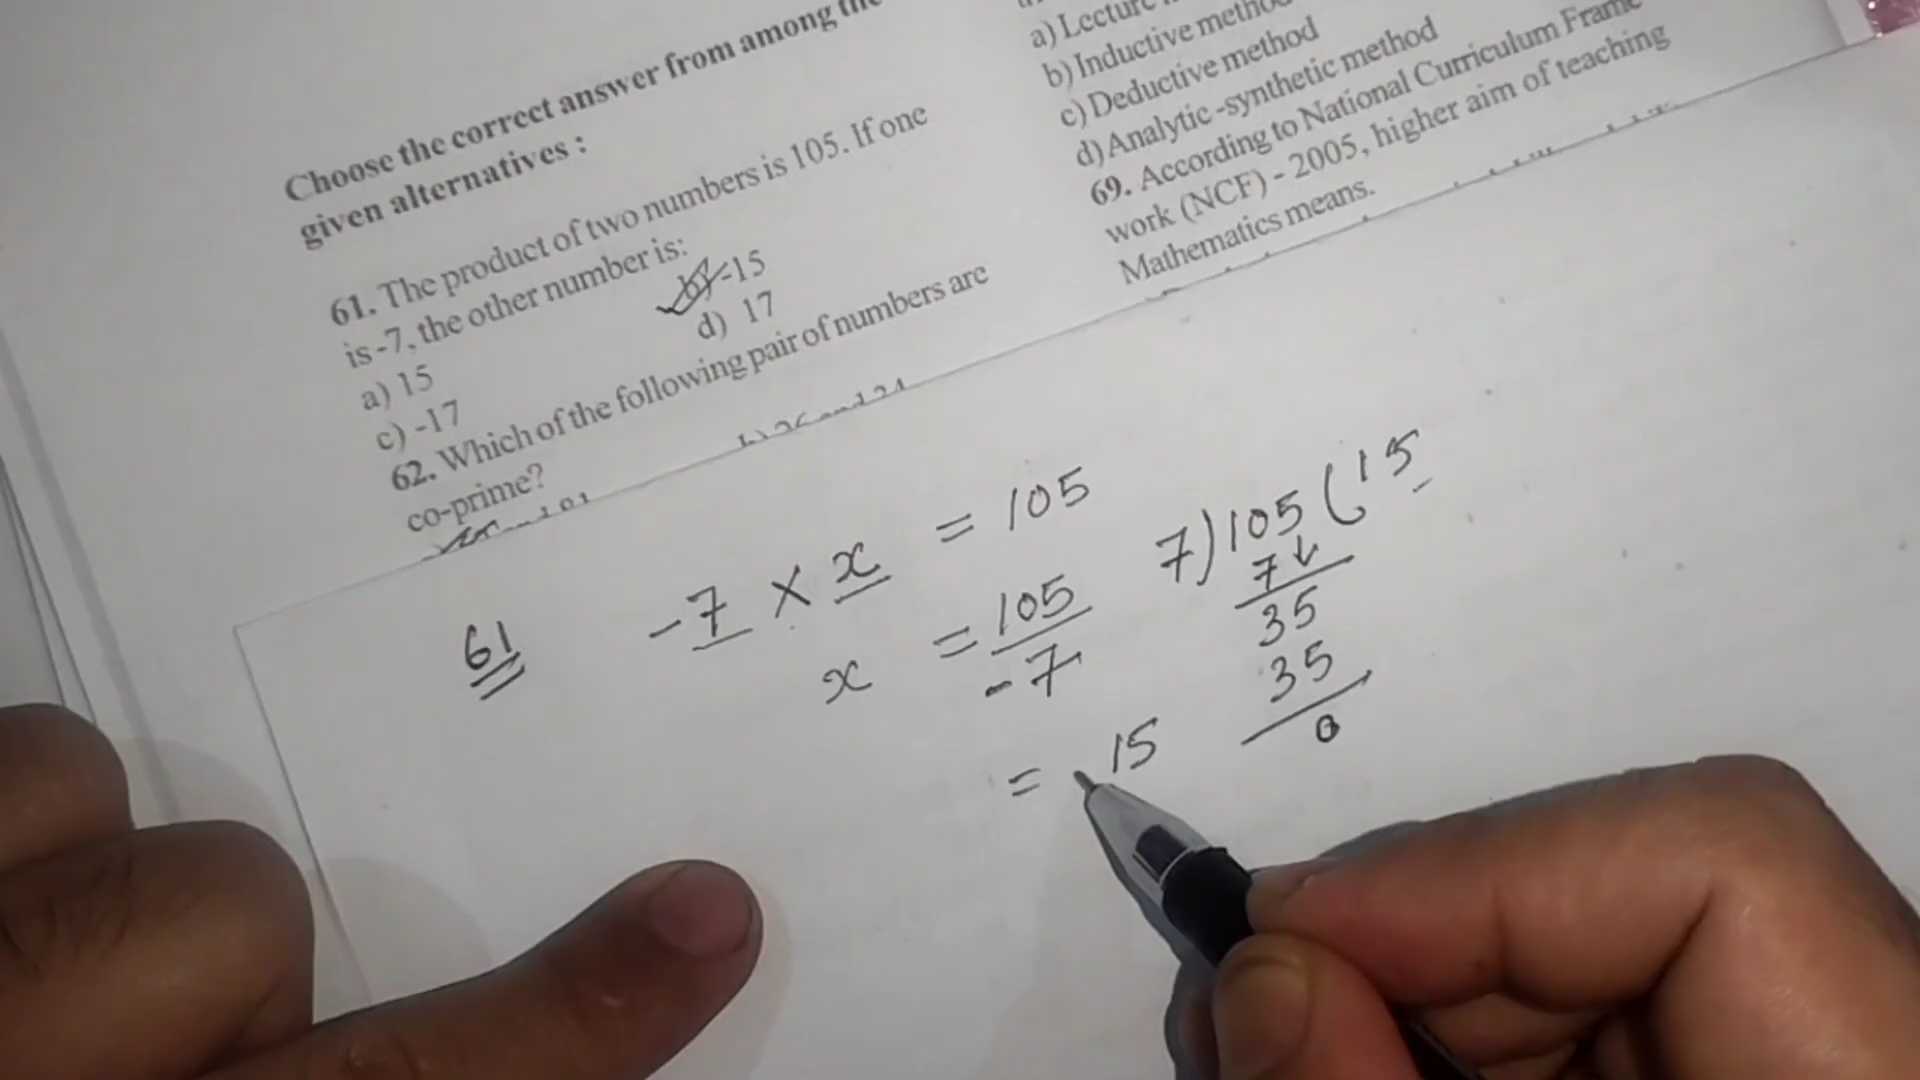 Choose the correct answer from among the
given alternatives :
61. The product of two numbers is 105. If one
is -7, the other number is:
a) 15
b) -15
c) -17
d) 17
62. Which of the following pair of numbers are
co-prime?
a) Lecture
b) Inductive method
c) Deductive method
d) Analytic -synthetic method
69. According to National Curriculum Frame
work (NCF) - 2005, higher aim of teaching
Mathematics means.
61
-7 × x = 105
x = 105
-7
= 15
7)105(15
7
35
35
0